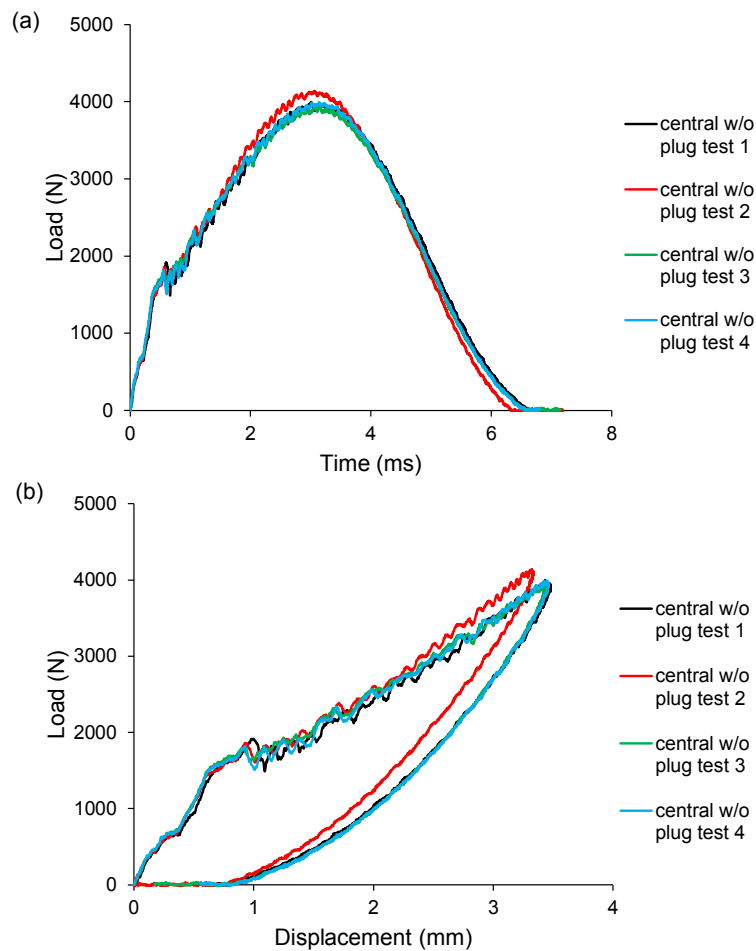 (a)
5000
4000
3000
2000
1000
0
Load (N)
0 2 4 6 8
Time (ms)
central w/o
plug test 1
central w/o
plug test 2
central w/o
plug test 3
central w/o
plug test 4
(b)
5000
4000
3000
2000
1000
0
Load (N)
0 1 2 3 4
Displacement (mm)
central w/o
plug test 1
central w/o
plug test 2
central w/o
plug test 3
central w/o
plug test 4